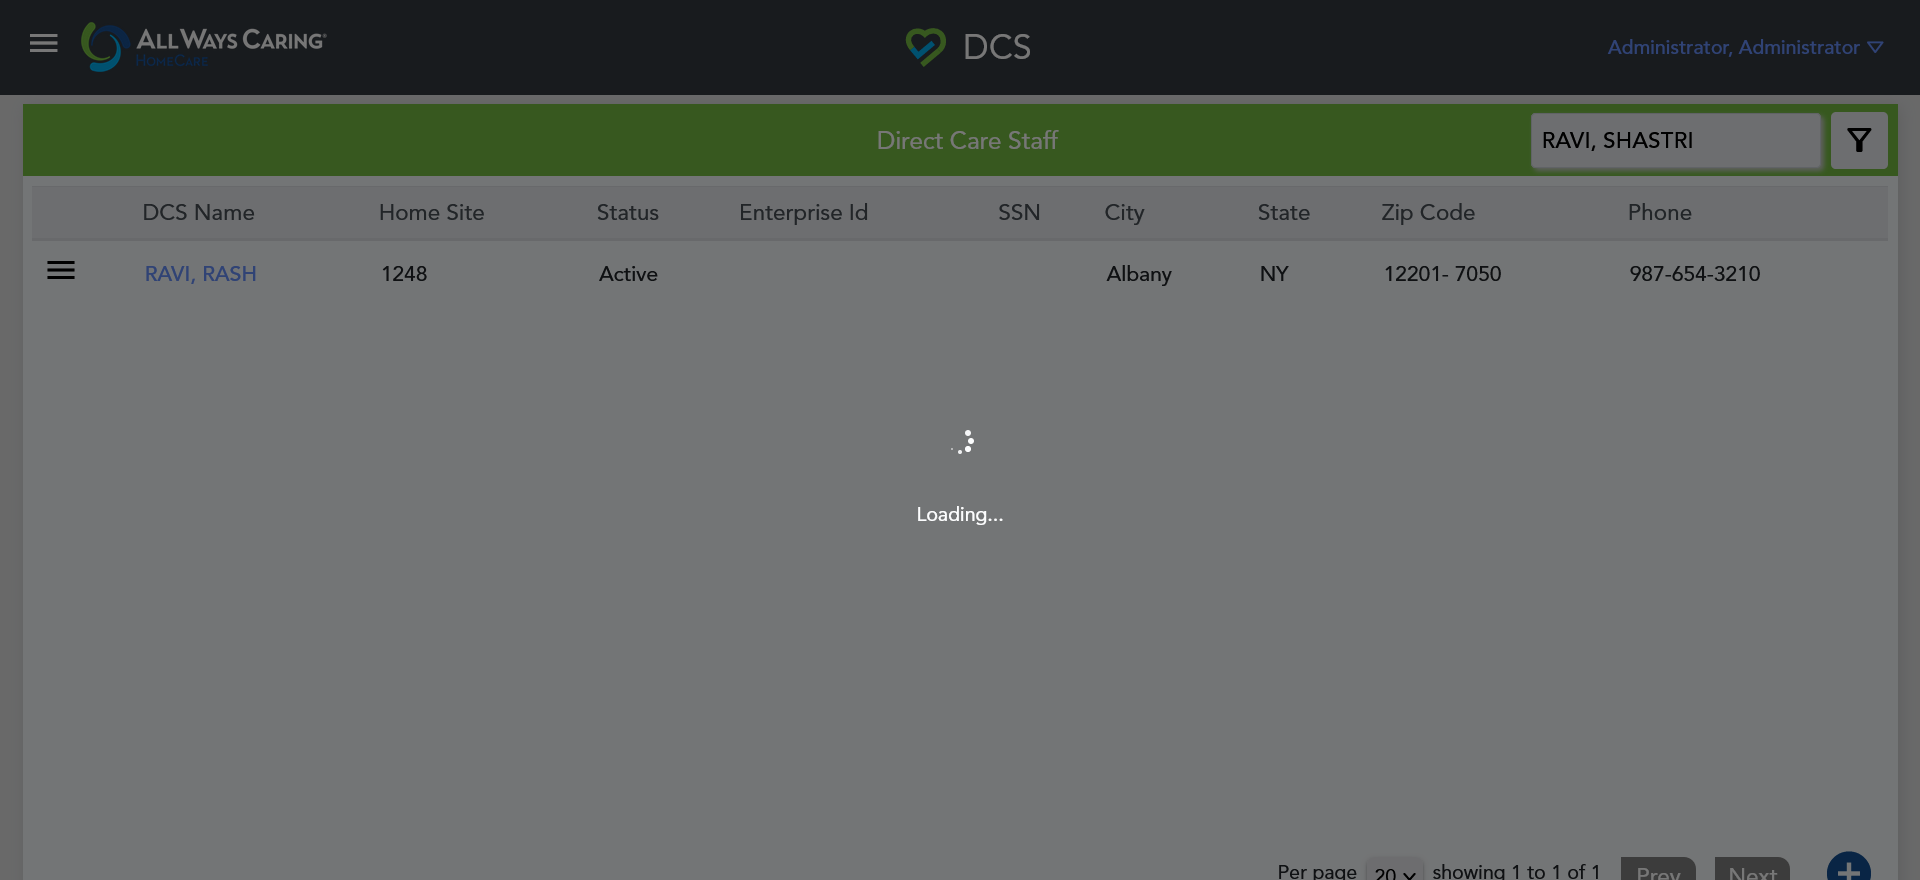 ALL WAYS CARING®
HOMECARE
DCS
Administrator, Administrator
Direct Care Staff
RAVI, SHASTRI
DCS Name Home Site Status Enterprise Id SSN City State Zip Code Phone
RAVI, RASH 1248 Active Albany NY 12201- 7050 987-654-3210
Loading...
Per page 20 showing 1 to 1 of 1 Prev Next